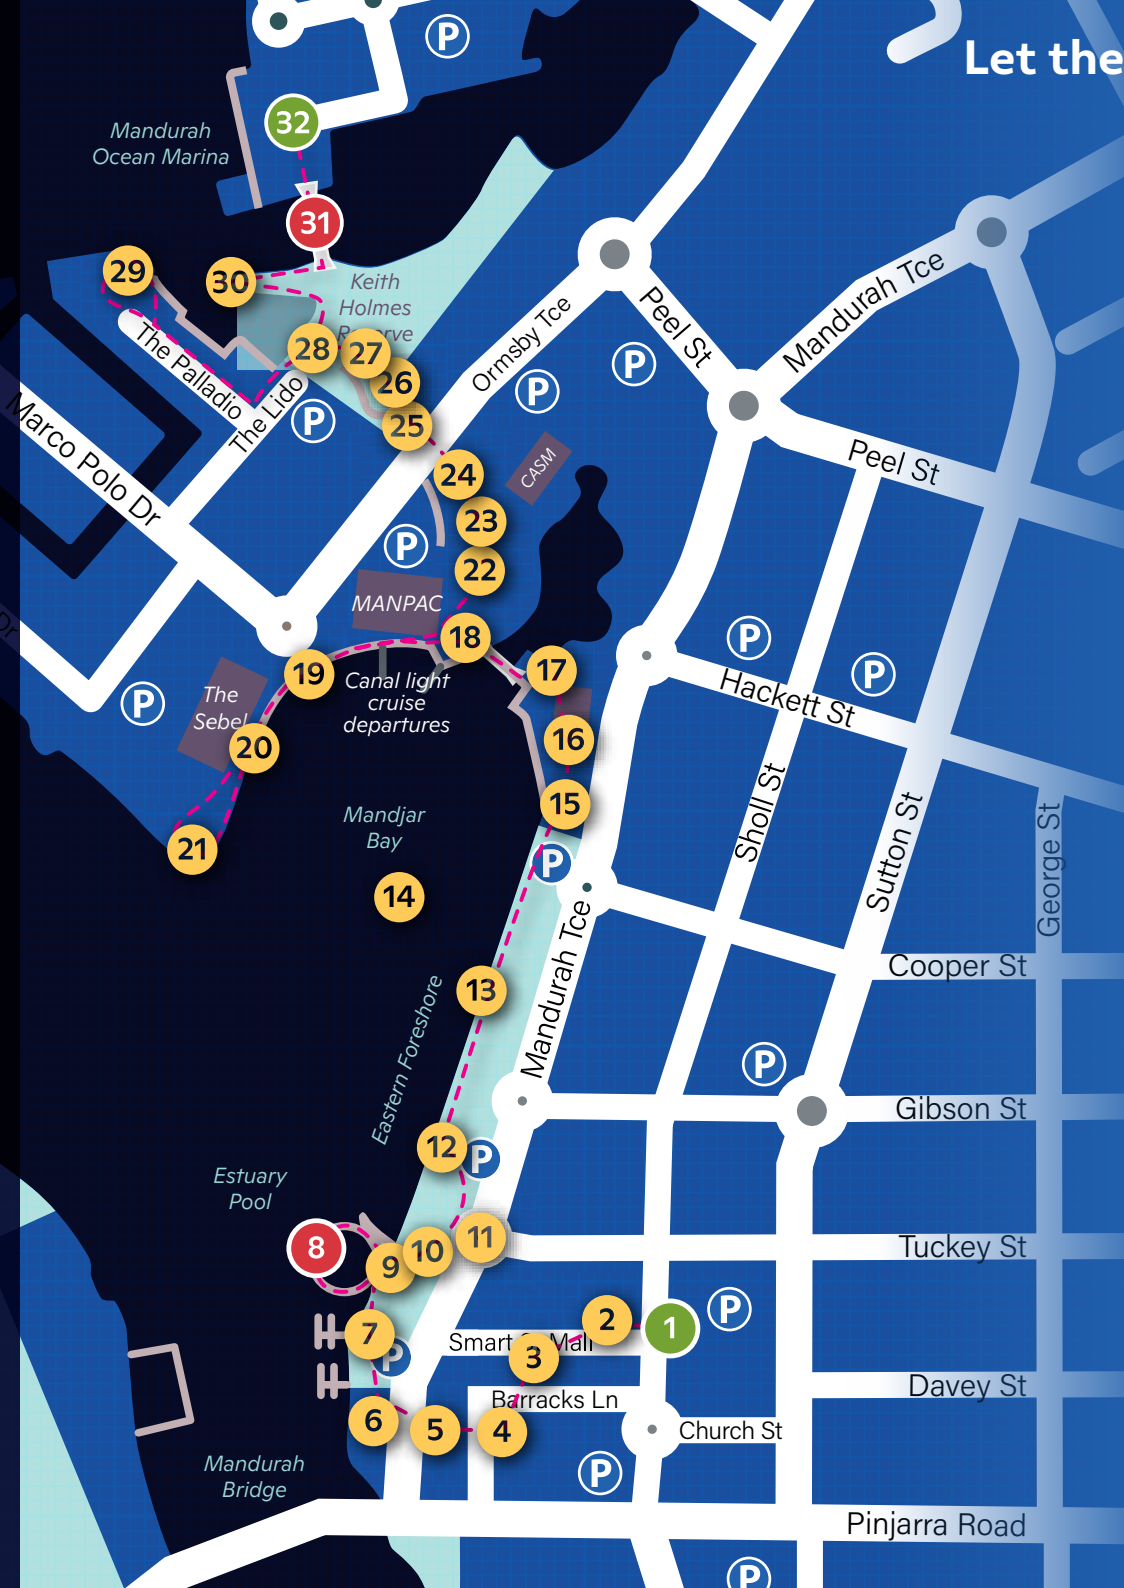 P
Let the
32
Mandurah
Ocean Marina
31
29
30
Keith
Holmes
Reserve
Mandurah Tce
28
27
26
25
Peel St
Ormsby Tce
P
P
The Palladio
The Lido
P
Marco Polo Dr
24
CASM
Peel St
23
P
22
MANPAC
Dr
18
17
P
19
Canal light
cruise
departures
The
Sebel
P
Hackett St
P
20
16
15
Mandjar
Bay
21
P
Sholl St
Sutton St
George St
14
Mandurah Tce
Cooper St
13
Eastern Foreshore
P
Gibson St
12
P
Estuary
Pool
8
9
10
11
Tuckey St
7
P
Smart St Mall
2
1
P
3
Barracks Ln
Davey St
6
5
4
Church St
Mandurah
Bridge
P
Pinjarra Road
P